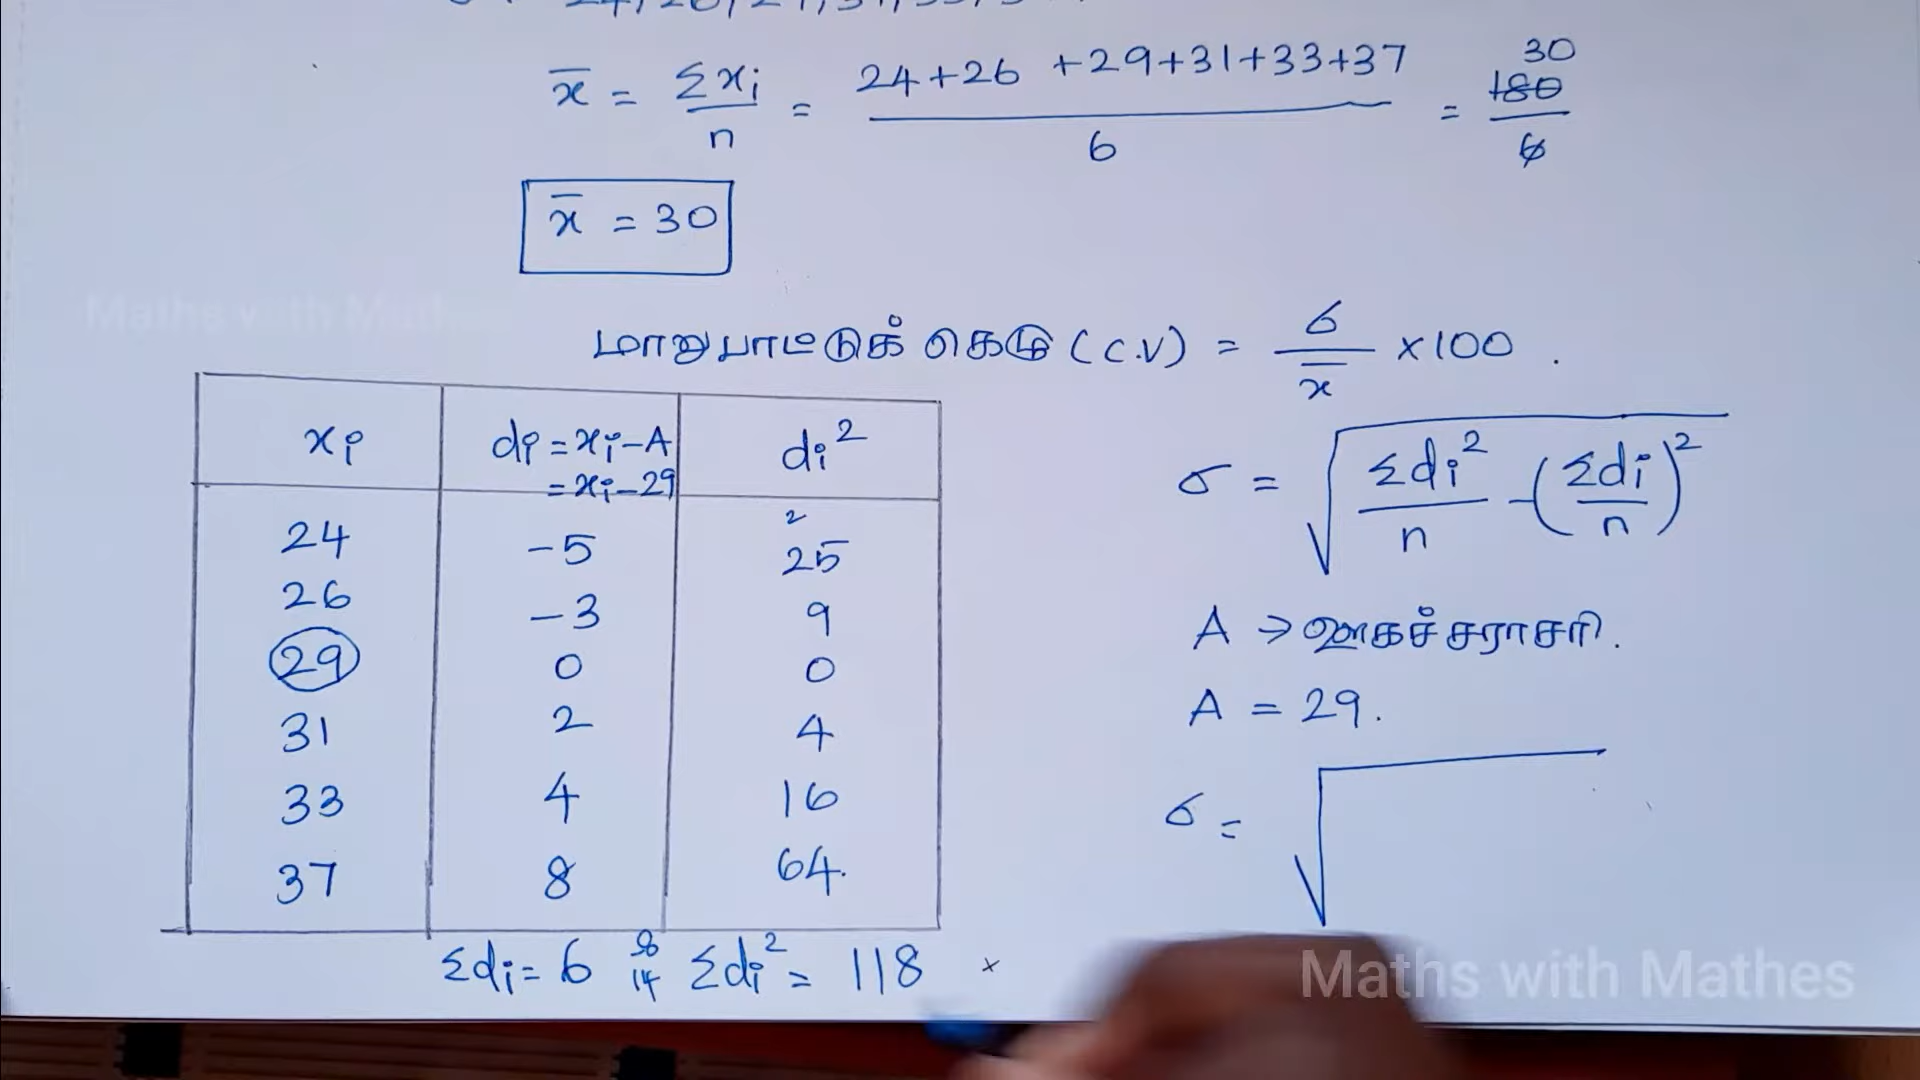 x̄ = Σxi / n = 24+26+29+31+33+37 / 6 = 180 / 6 30
x̄ = 30
மாறுபாட்டுக் கெழு (C.V) = σ / x̄ ×100 .
xi di = xi – A di²
= xi – 29
24 –5 25
26 –3 9
29 0 0
31 2 4
33 4 16
37 8 64.
Σdi = 6 Σdi² = 118 ×
σ = √ Σdi² / n – (Σdi / n)²
A → ஊகச்சராசரி.
A = 29.
σ = √
Maths with Mathes